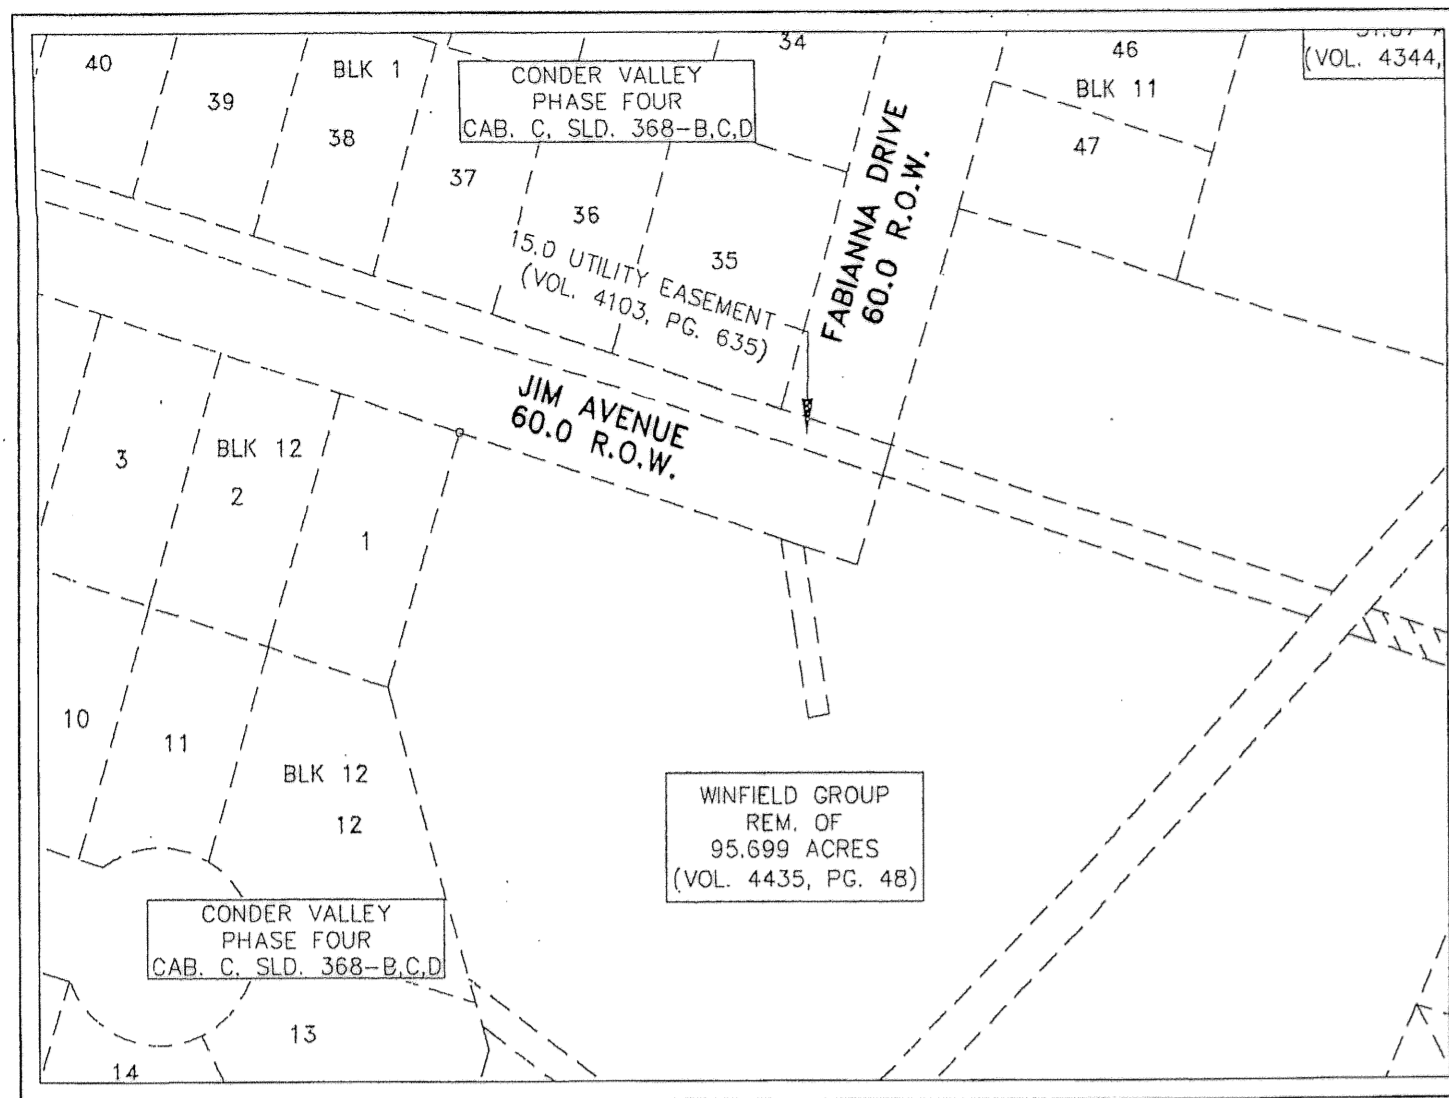 34
46
(VOL. 4344,
40
BLK 1
CONDER VALLEY
PHASE FOUR
CAB. C, SLD. 368-B,C,D
BLK 11
39
38
47
37
FABIANNA DRIVE
60.0 R.O.W.
36
35
15.0 UTILITY EASEMENT
(VOL. 4103, PG. 635)
JIM AVENUE
60.0 R.O.W.
3
BLK 12
2
1
10
11
BLK 12
12
WINFIELD GROUP
REM. OF
95.699 ACRES
(VOL. 4435, PG. 48)
CONDER VALLEY
PHASE FOUR
CAB. C, SLD. 368-B,C,D
13
14